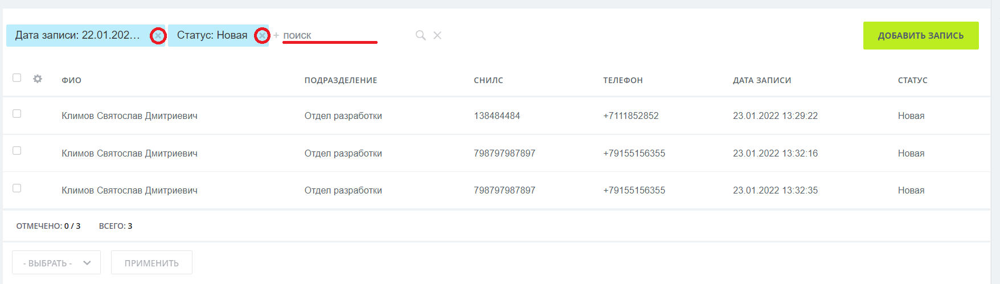 Дата записи: 22.01.202... Статус: Новая + поиск ДОБАВИТЬ ЗАПИСЬ
ФИО ПОДРАЗДЕЛЕНИЕ СНИЛС ТЕЛЕФОН ДАТА ЗАПИСИ СТАТУС
Климов Святослав Дмитриевич Отдел разработки 138484484 +7111852852 23.01.2022 13:29:22 Новая
Климов Святослав Дмитриевич Отдел разработки 798797987897 +79155156355 23.01.2022 13:32:16 Новая
Климов Святослав Дмитриевич Отдел разработки 798797987897 +79155156355 23.01.2022 13:32:35 Новая
ОТМЕЧЕНО: 0 / 3 ВСЕГО: 3
- ВЫБРАТЬ - ПРИМЕНИТЬ